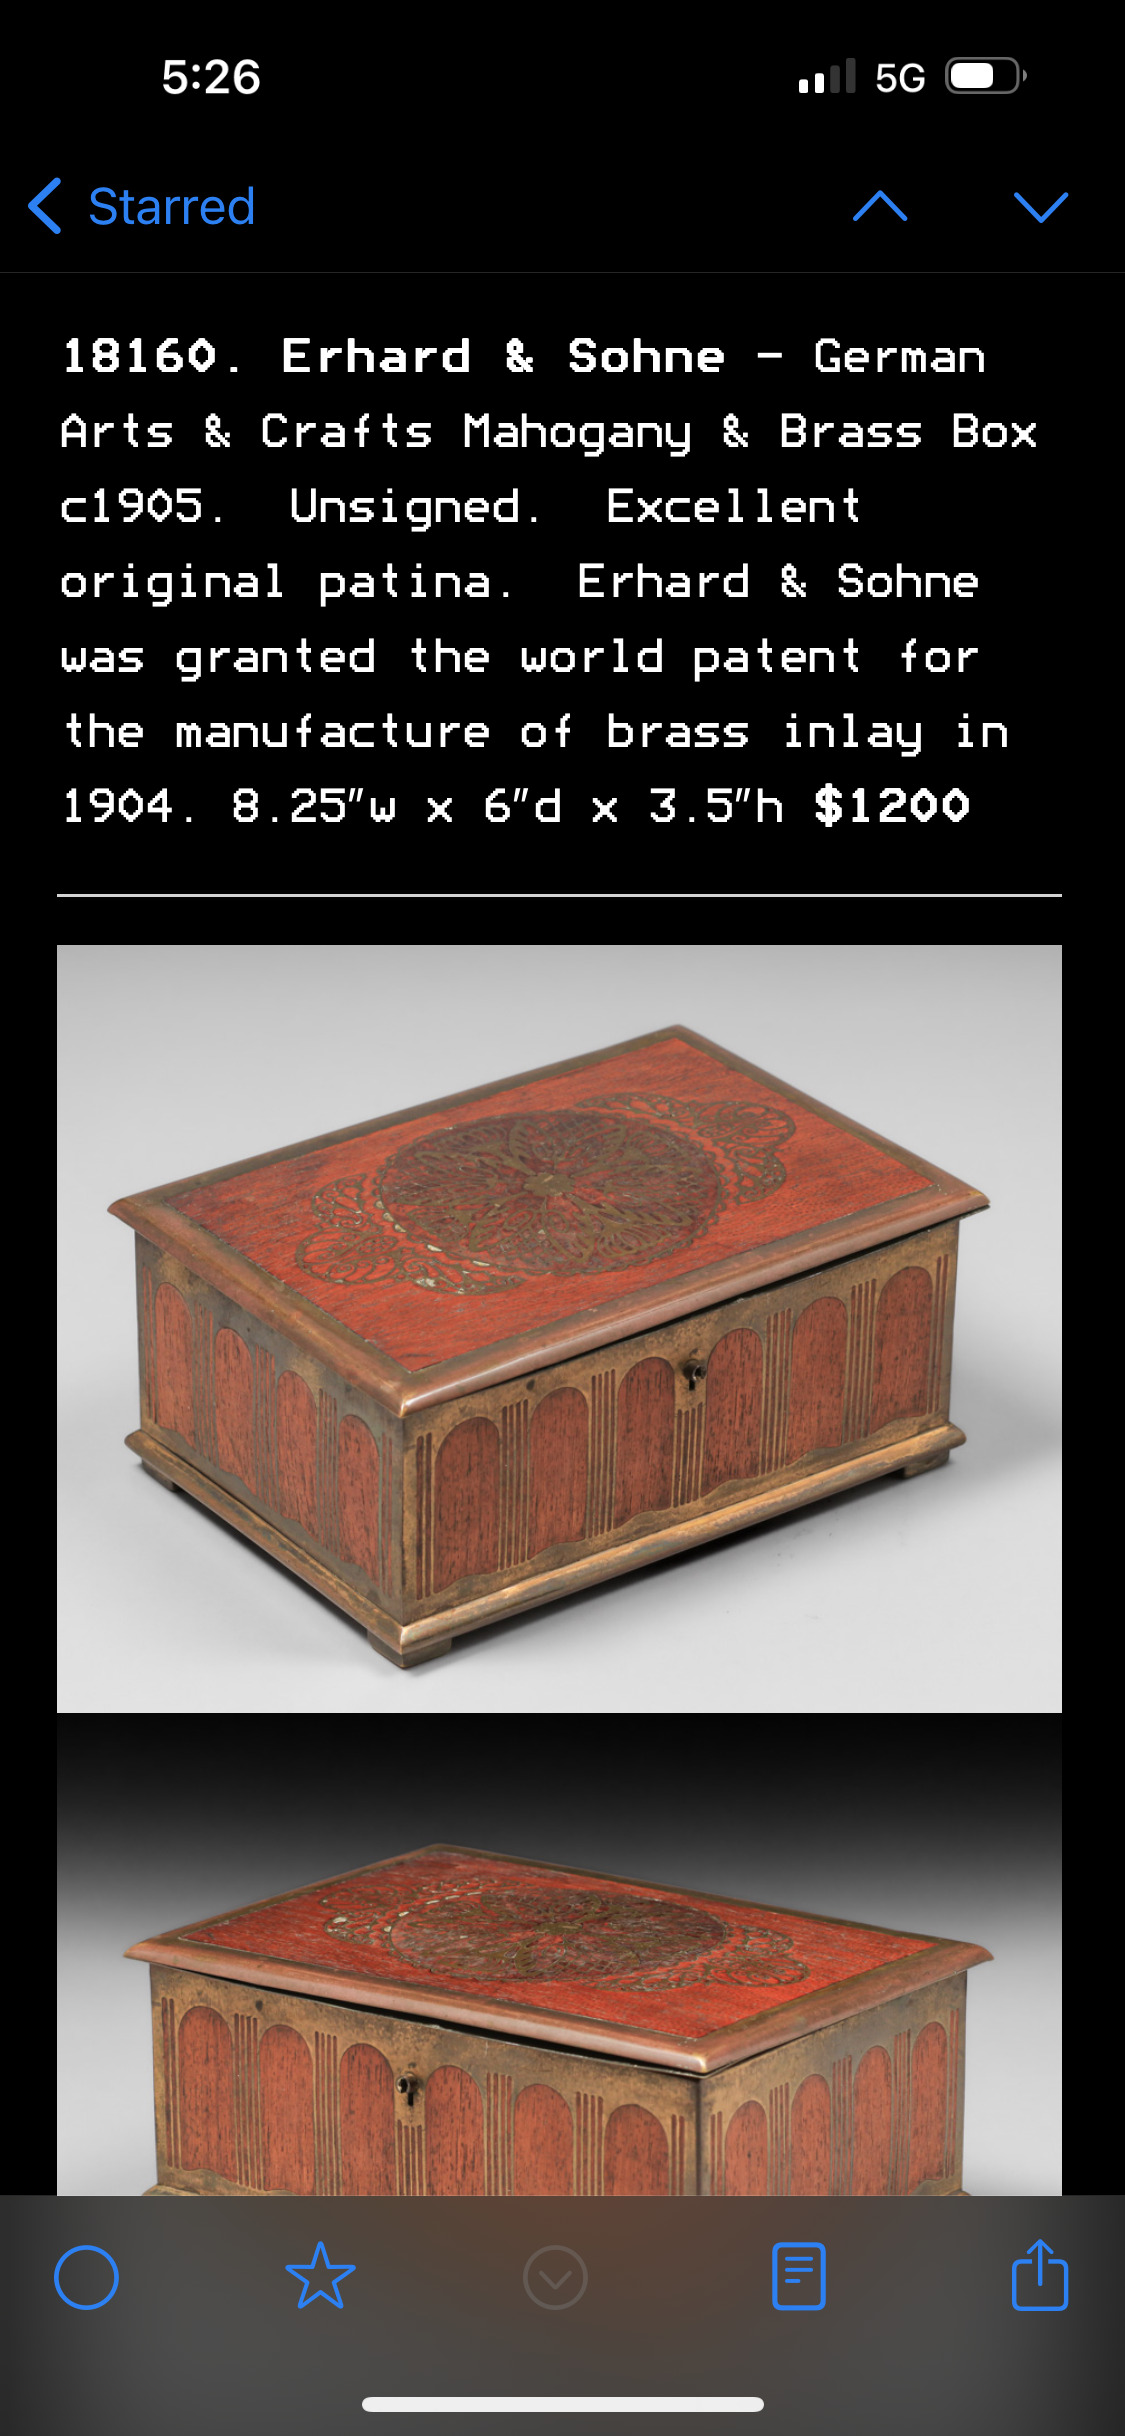 5:26
5G
Starred
18160. Erhard & Sohne – German
Arts & Crafts Mahogany & Brass Box
c1905.  Unsigned.  Excellent
original patina.  Erhard & Sohne
was granted the world patent for
the manufacture of brass inlay in
1904. 8.25"w x 6"d x 3.5"h $1200